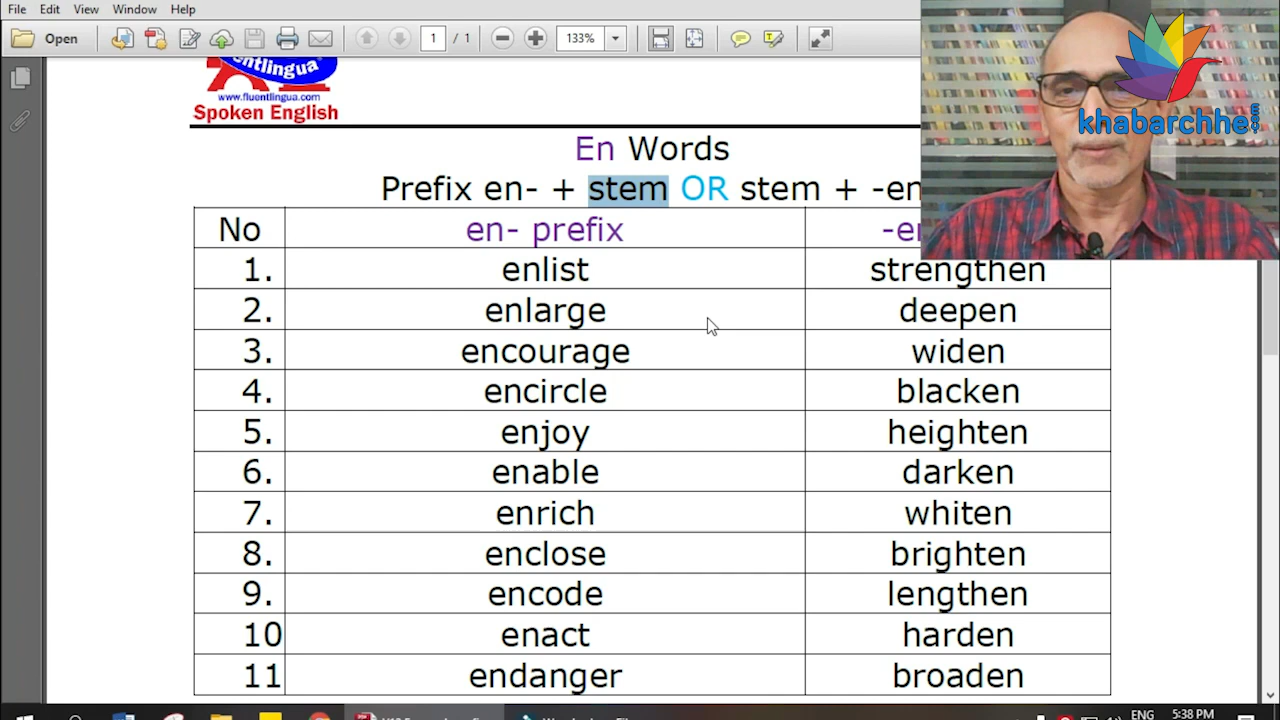 File Edit View Window Help
Open 1 133%
entlingua
www.fluentlingua.com
Spoken English
khabarchhe
En Words
Prefix en- + stem OR stem + -en
No en- prefix -en
1. enlist strengthen
2. enlarge deepen
3. encourage widen
4. encircle blacken
5. enjoy heighten
6. enable darken
7. enrich whiten
8. enclose brighten
9. encode lengthen
10 enact harden
11 endanger broaden
ENG 5:38 PM